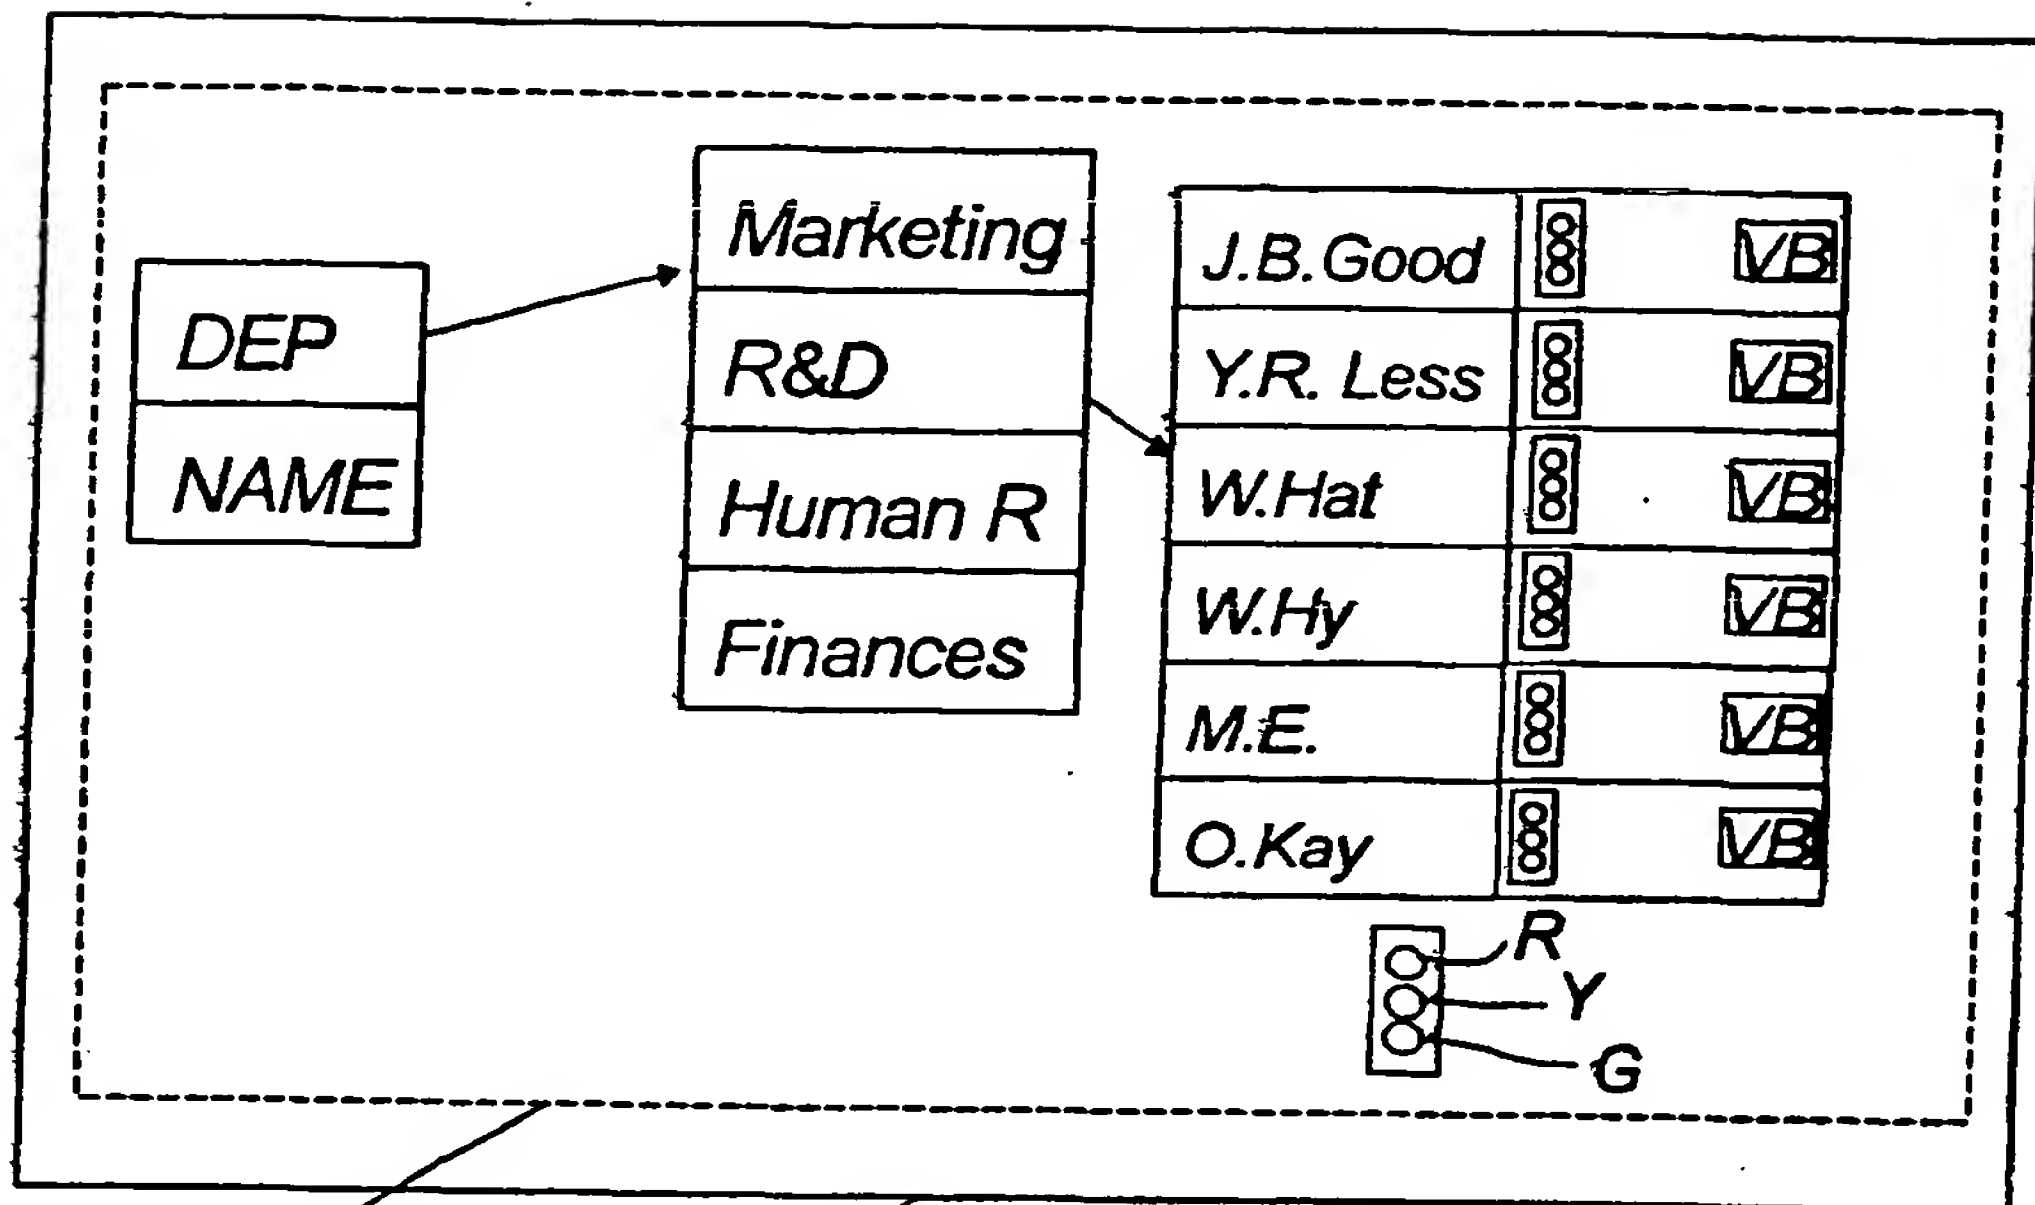 DEP
NAME
Marketing
R&D
Human R
Finances
J.B.Good VB
Y.R. Less VB
W.Hat VB
W.Hy VB
M.E. VB
O.Kay VB
R
Y
G